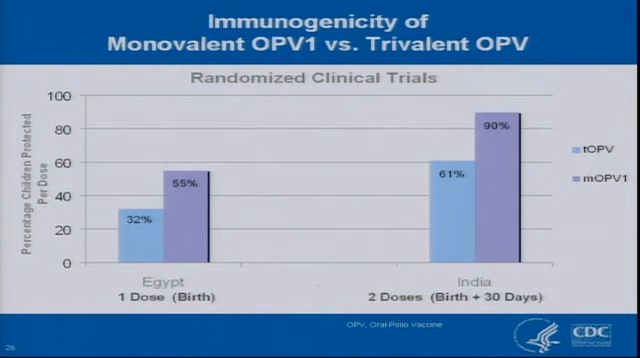 Immunogenicity of
Monovalent OPV1 vs. Trivalent OPV
Randomized Clinical Trials
Percentage Children Protected
Per Dose
100
80
60
40
20
0
32%
55%
61%
90%
tOPV
mOPV1
Egypt
1 Dose (Birth)
India
2 Doses (Birth + 30 Days)
OPV, Oral Polio Vaccine
26
CDC